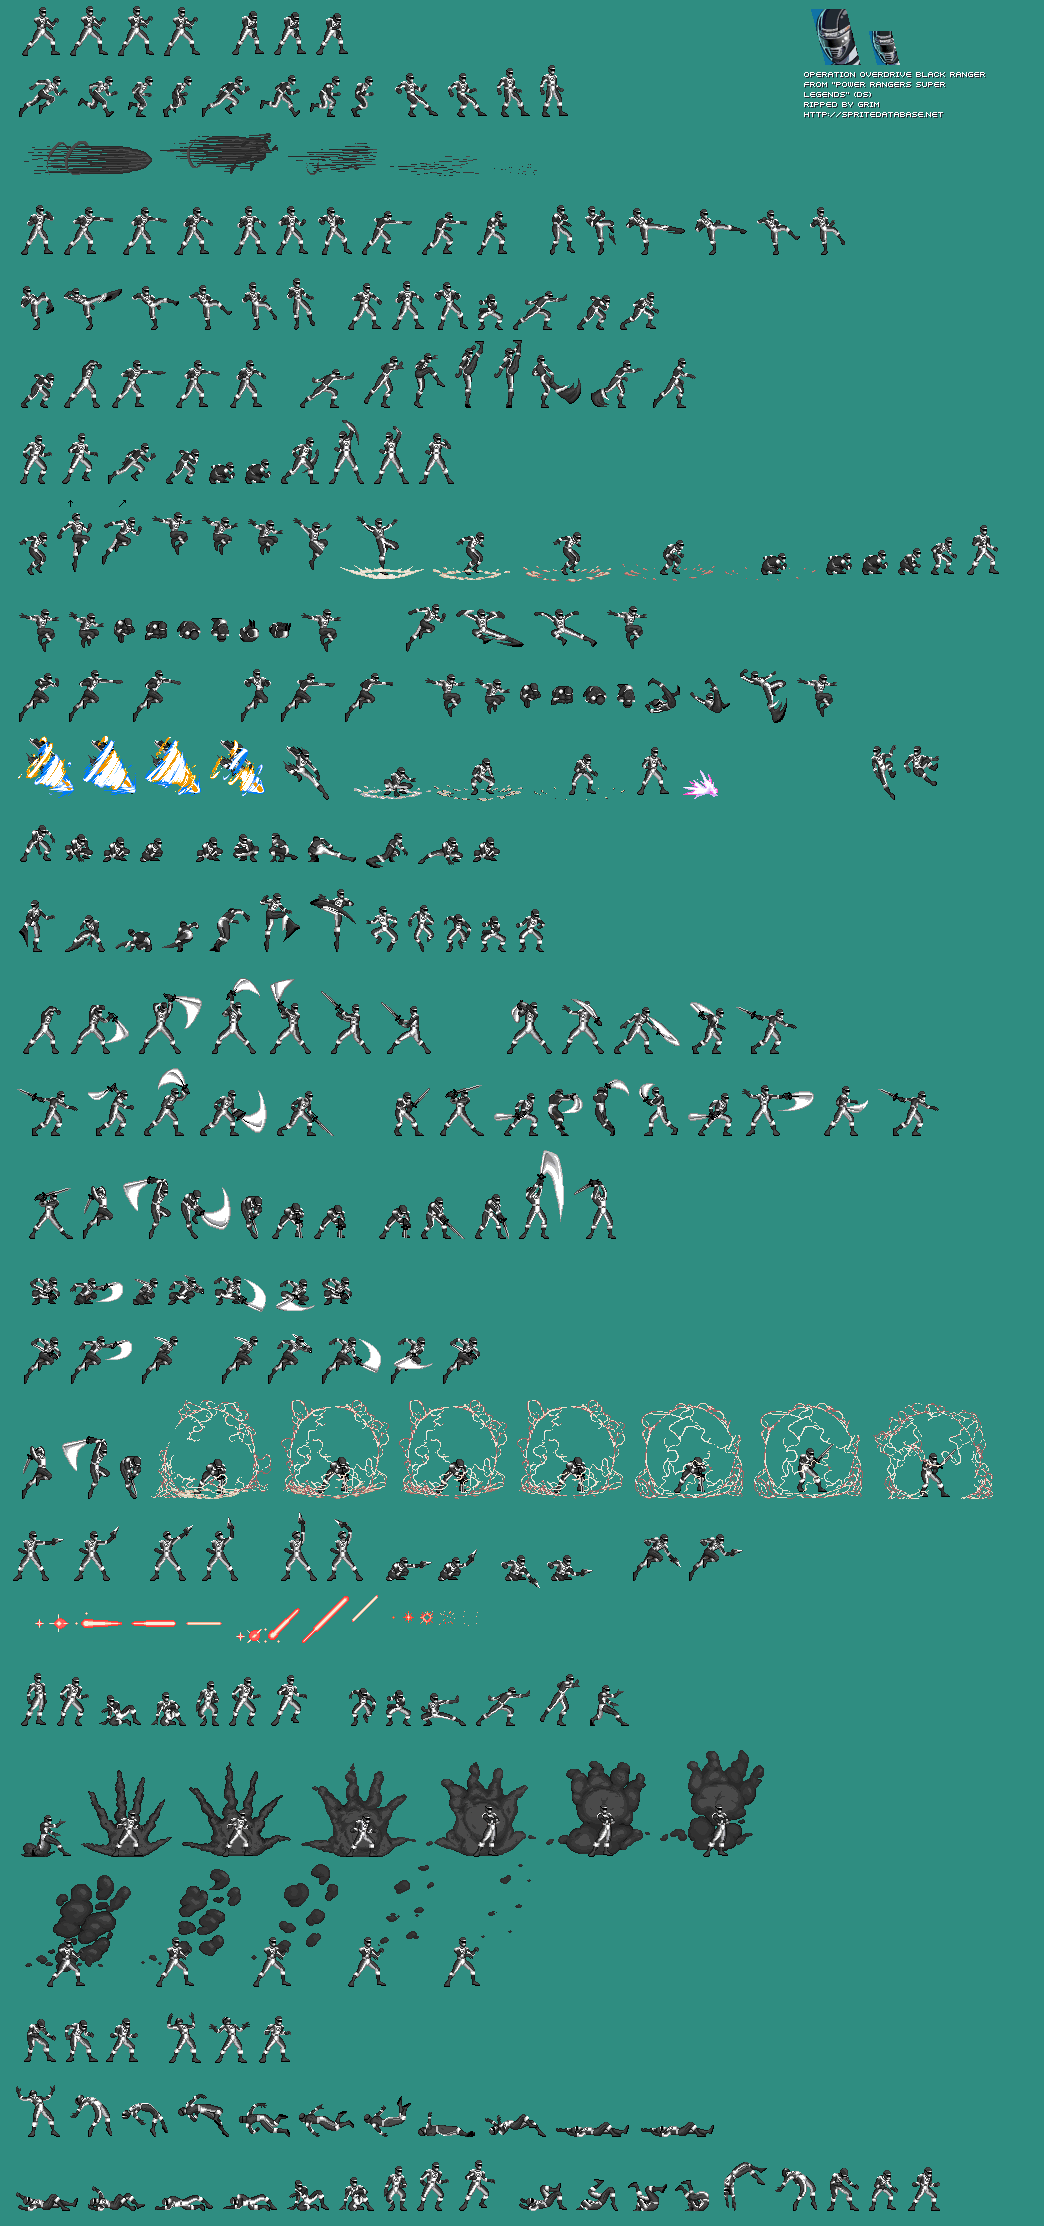 OPERATION OVERDRIVE BLACK RANGER
FROM "POWER RANGERS SUPER
LEGENDS" (DS)
RIPPED BY GRIM
HTTP://SPRITEDATABASE.NET